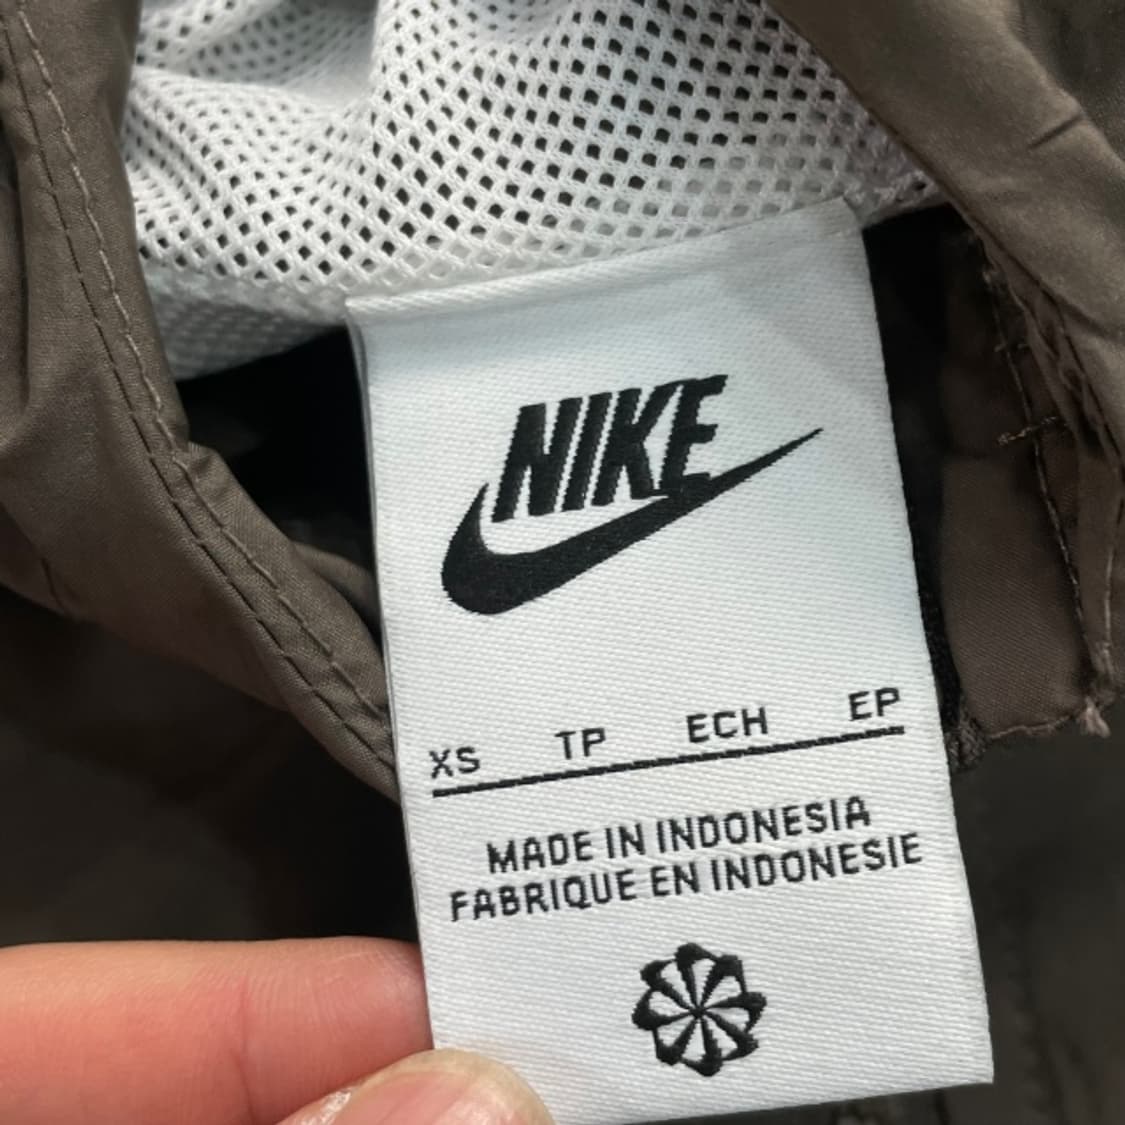 NIKE
XS TP ECH EP
MADE IN INDONESIA
FABRIQUE EN INDONESIE